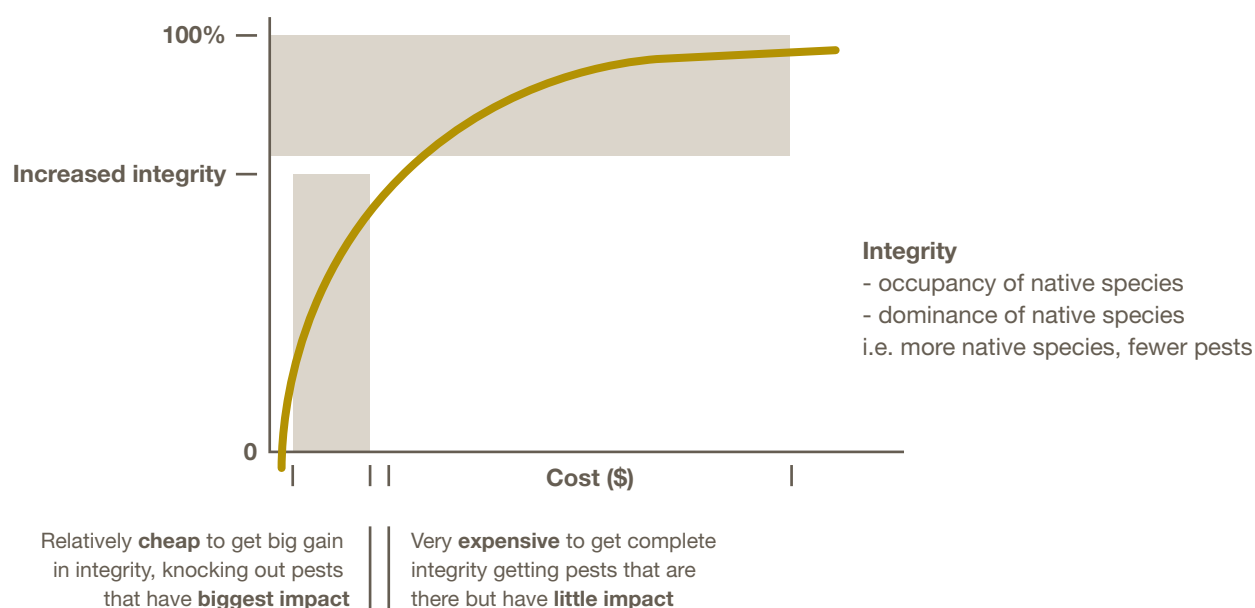 100%
Increased integrity
Integrity
- occupancy of native species
- dominance of native species
i.e. more native species, fewer pests
0
Cost ($)
Relatively cheap to get big gain
in integrity, knocking out pests
that have biggest impact
Very expensive to get complete
integrity getting pests that are
there but have little impact